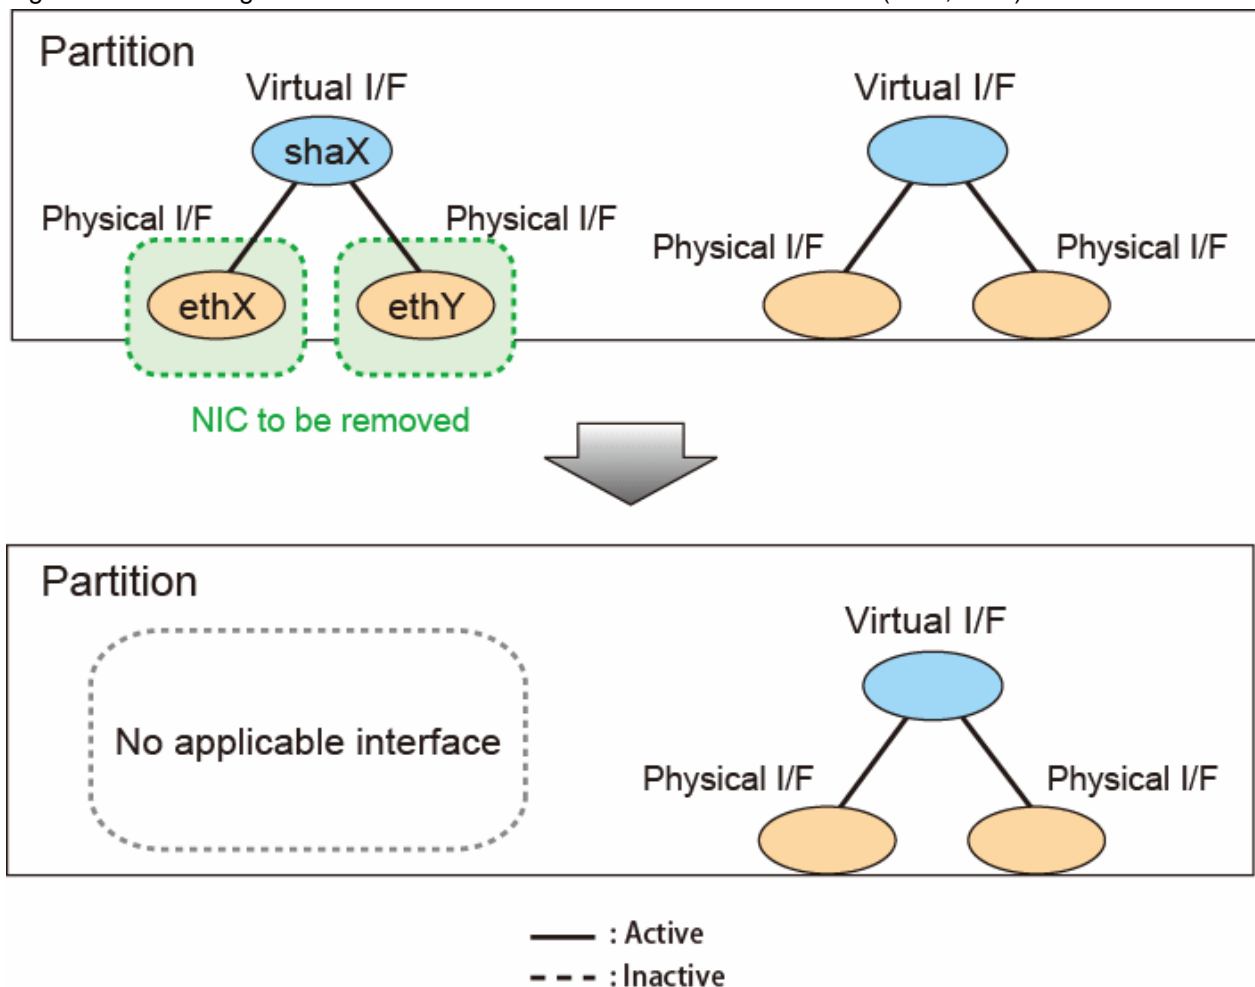 Partition
Virtual I/F
Virtual I/F
shaX
Physical I/F
Physical I/F
Physical I/F
Physical I/F
ethX
ethY
NIC to be removed
Partition
Virtual I/F
No applicable interface
Physical I/F
Physical I/F
: Active
: Inactive